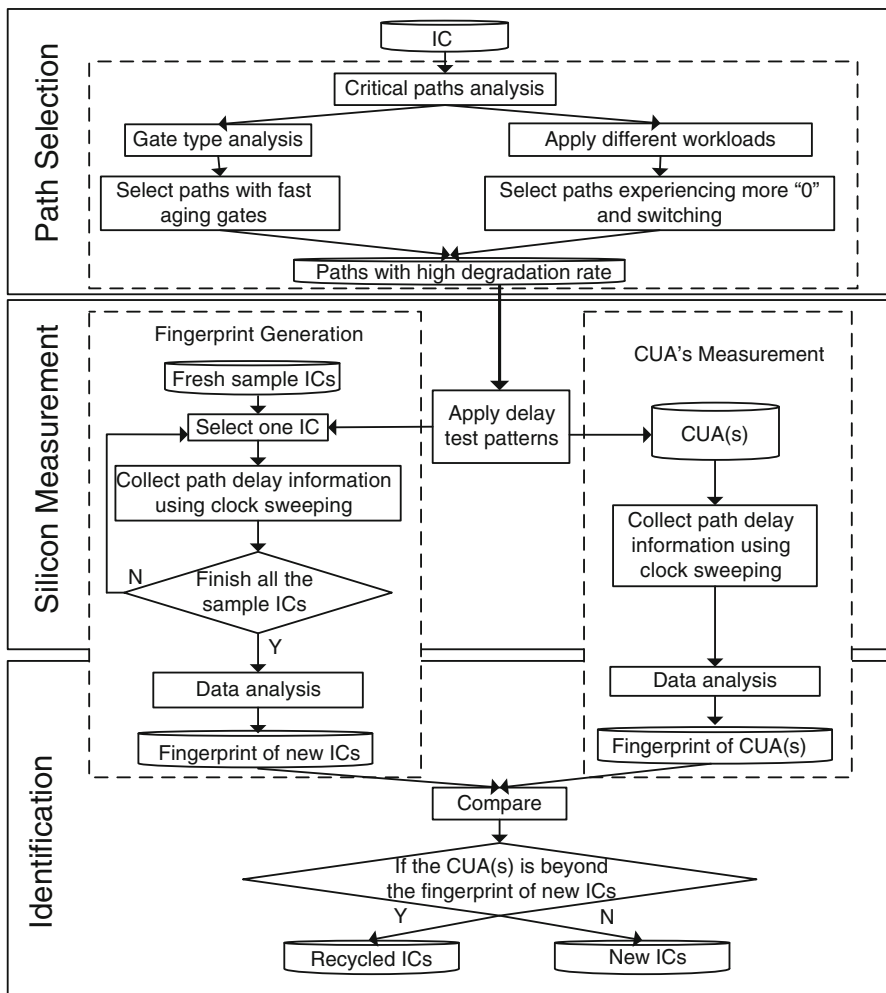 Path Selection
IC
Critical paths analysis
Gate type analysis
Apply different workloads
Select paths with fast
aging gates
Select paths experiencing more “0”
and switching
Paths with high degradation rate
Silicon Measurement
Fingerprint Generation
CUA's Measurement
Fresh sample ICs
Select one IC
Apply delay
test patterns
CUA(s)
Collect path delay information
using clock sweeping
Collect path delay
information using
clock sweeping
N
Finish all the
sample ICs
Y
Identification
Data analysis
Data analysis
Fingerprint of new ICs
Fingerprint of CUA(s)
Compare
If the CUA(s) is beyond
the fingerprint of new ICs
Y
N
Recycled ICs
New ICs